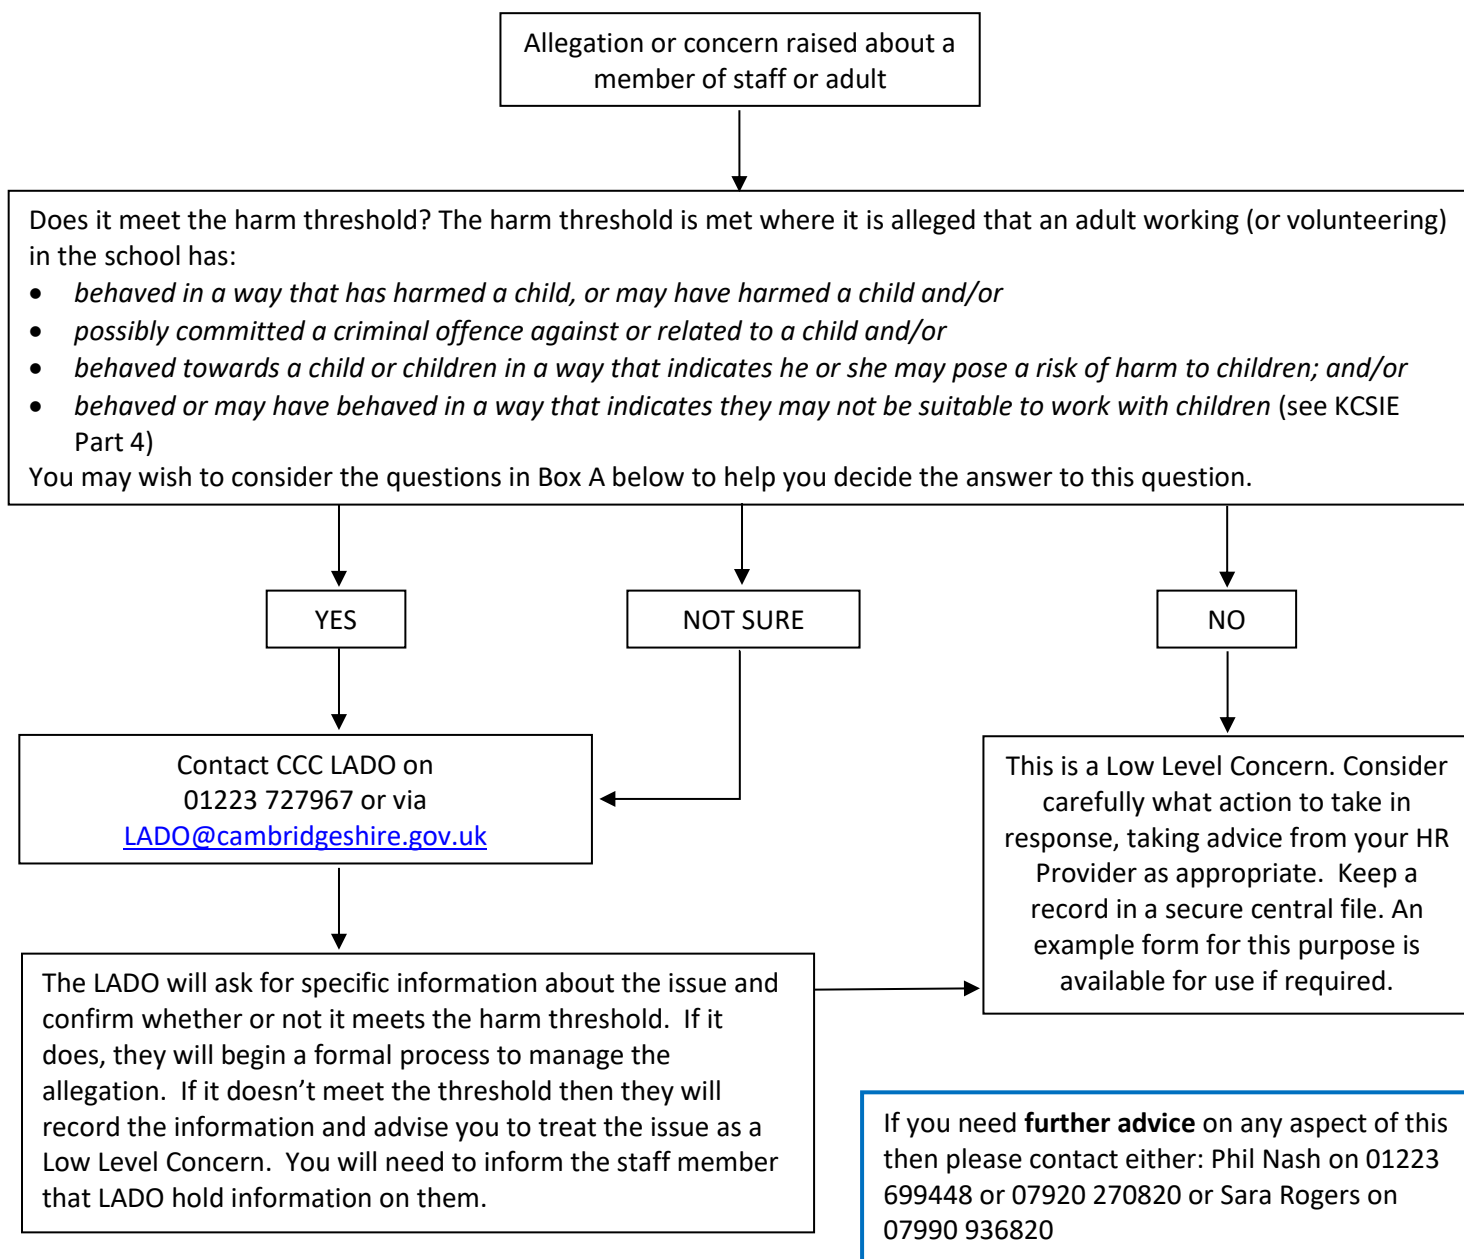 Allegation or concern raised about a
member of staff or adult
Does it meet the harm threshold? The harm threshold is met where it is alleged that an adult working (or volunteering)
in the school has:
• behaved in a way that has harmed a child, or may have harmed a child and/or
• possibly committed a criminal offence against or related to a child and/or
• behaved towards a child or children in a way that indicates he or she may pose a risk of harm to children; and/or
• behaved or may have behaved in a way that indicates they may not be suitable to work with children (see KCSIE
Part 4)
You may wish to consider the questions in Box A below to help you decide the answer to this question.
YES
NOT SURE
NO
Contact CCC LADO on
01223 727967 or via
LADO@cambridgeshire.gov.uk
This is a Low Level Concern. Consider
carefully what action to take in
response, taking advice from your HR
Provider as appropriate.  Keep a
record in a secure central file. An
example form for this purpose is
available for use if required.
The LADO will ask for specific information about the issue and
confirm whether or not it meets the harm threshold.  If it
does, they will begin a formal process to manage the
allegation.  If it doesn’t meet the threshold then they will
record the information and advise you to treat the issue as a
Low Level Concern.  You will need to inform the staff member
that LADO hold information on them.
If you need further advice on any aspect of this
then please contact either: Phil Nash on 01223
699448 or 07920 270820 or Sara Rogers on
07990 936820